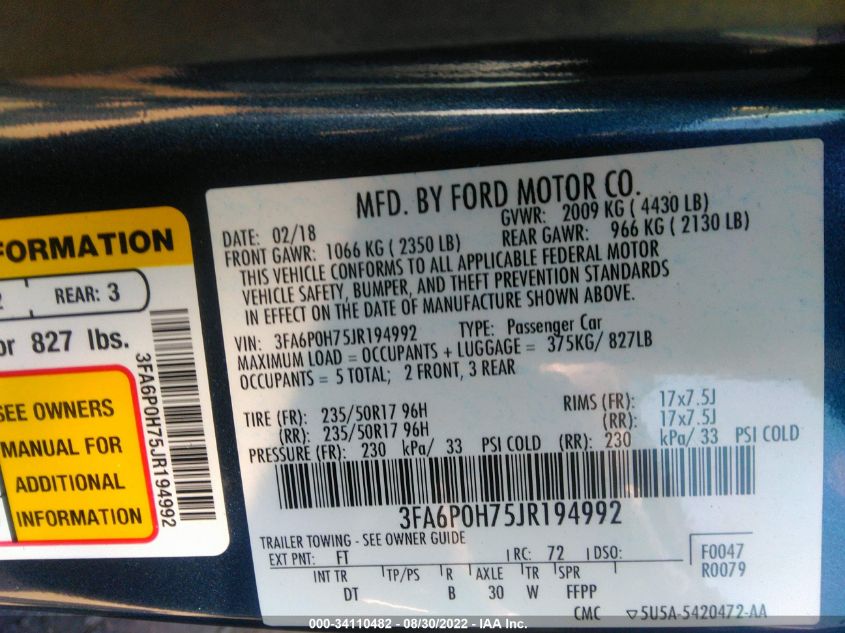 FORMATION
2 REAR: 3
or 827 lbs.
3FA6P0H75JR194992
SEE OWNERS
MANUAL FOR
ADDITIONAL
INFORMATION
MFD. BY FORD MOTOR CO.
DATE: 02/18 GVWR: 2009 KG ( 4430 LB)
FRONT GAWR: 1066 KG ( 2350 LB) REAR GAWR: 966 KG ( 2130 LB)
THIS VEHICLE CONFORMS TO ALL APPLICABLE FEDERAL MOTOR
VEHICLE SAFETY, BUMPER, AND THEFT PREVENTION STANDARDS
IN EFFECT ON THE DATE OF MANUFACTURE SHOWN ABOVE.
VIN: 3FA6P0H75JR194992 TYPE: Passenger Car
MAXIMUM LOAD = OCCUPANTS + LUGGAGE = 375KG/ 827LB
OCCUPANTS = 5 TOTAL; 2 FRONT, 3 REAR
TIRE (FR): 235/50R17 96H RIMS (FR): 17x7.5J
(RR): 235/50R17 96H (RR): 17x7.5J
PRESSURE (FR): 230 kPa/ 33 PSI COLD (RR): 230 kPa/ 33 PSI COLD
3FA6P0H75JR194992
TRAILER TOWING - SEE OWNER GUIDE
EXT PNT: FT RC: 72 DSO: F0047
R0079
INT TR TP/PS R AXLE TR SPR
DT B 30 W FFPP
CMC ▽5U5A-5420472-AA
000-34110482 - 08/30/2022 - IAA Inc.